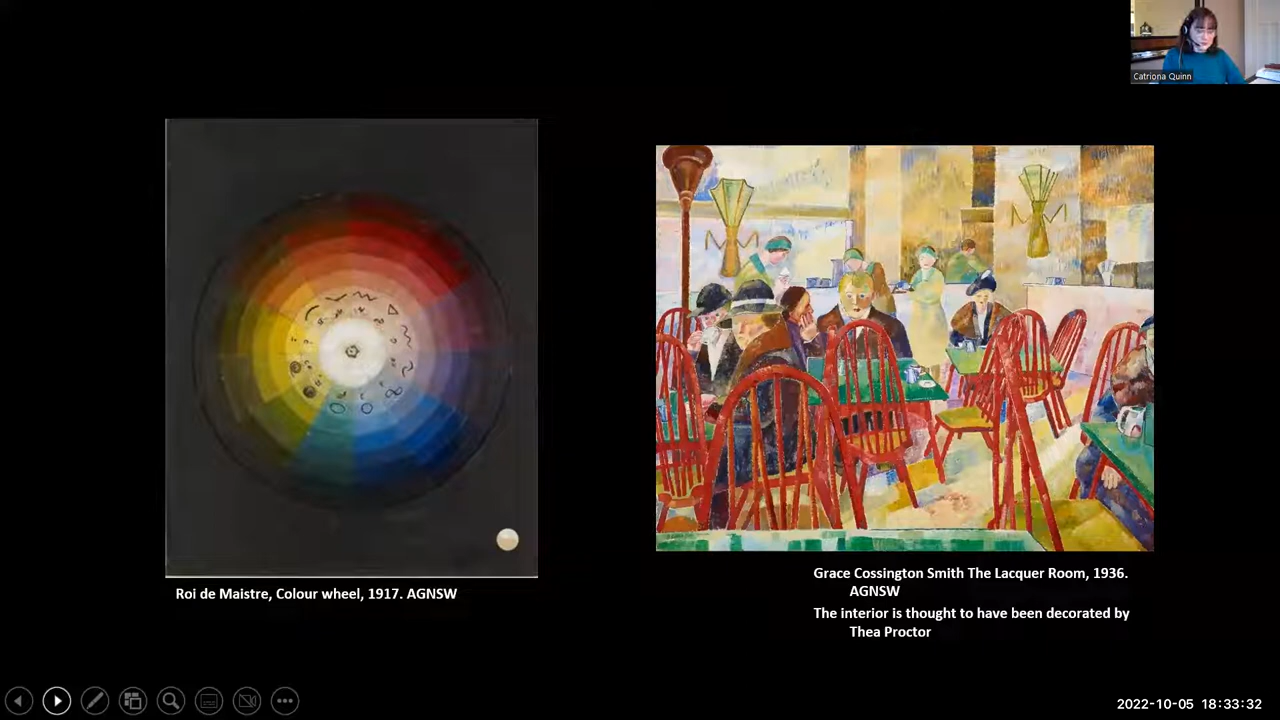 Catriona Quinn
Roi de Maistre, Colour wheel, 1917. AGNSW
Grace Cossington Smith The Lacquer Room, 1936.
AGNSW
The interior is thought to have been decorated by
Thea Proctor
2022-10-05 18:33:32